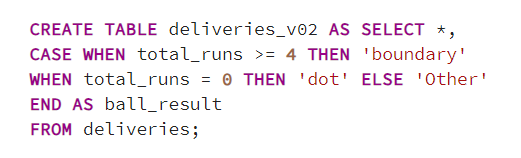 CREATE TABLE deliveries_v02 AS SELECT *,
CASE WHEN total_runs >= 4 THEN 'boundary'
WHEN total_runs = 0 THEN 'dot' ELSE 'Other'
END AS ball_result
FROM deliveries;